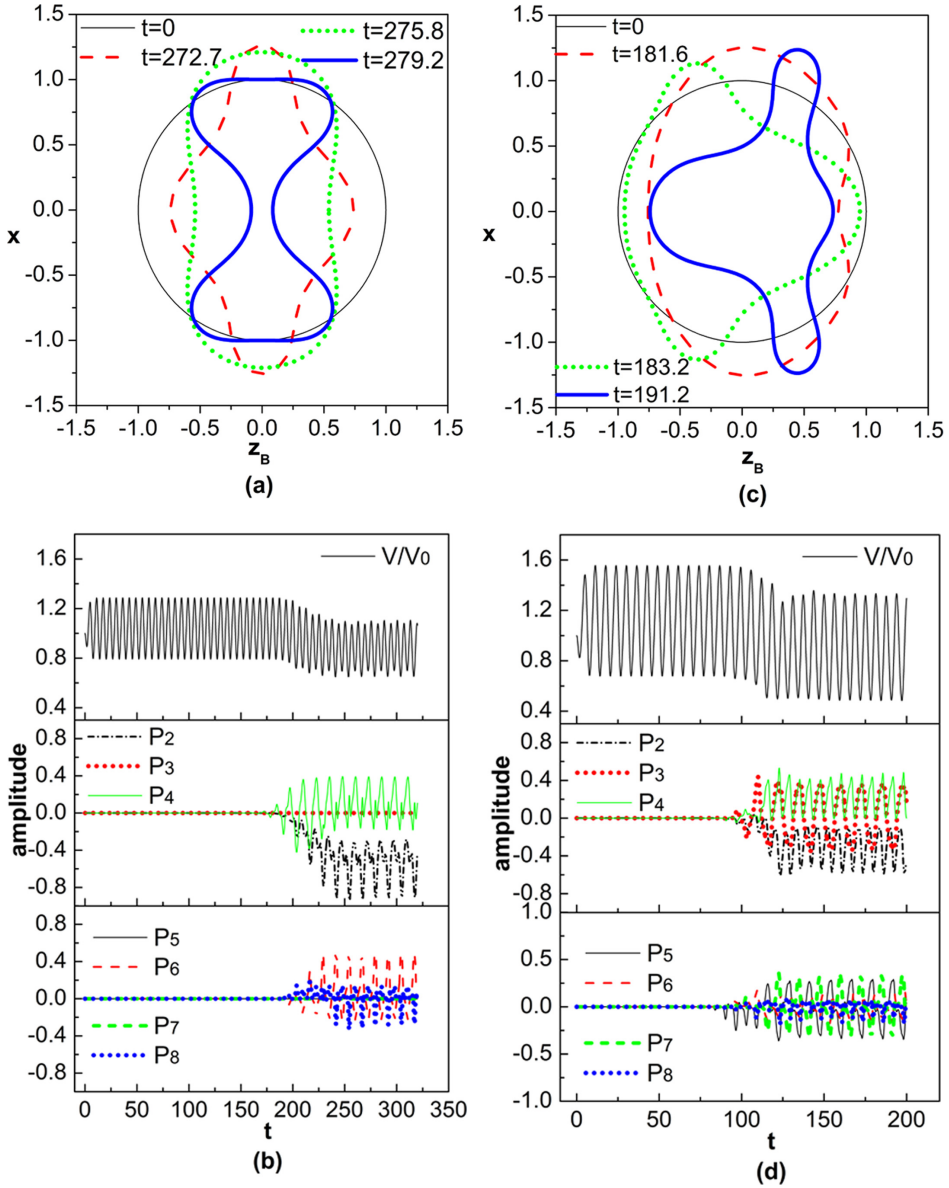 t=0
t=272.7
t=275.8
t=279.2
1.5
1.0
0.5
0.0
-0.5
-1.0
-1.5
x
-1.5 -1.0 -0.5 0.0 0.5 1.0 1.5
zB
(a)
t=0
t=181.6
t=183.2
t=191.2
1.5
1.0
0.5
0.0
-0.5
-1.0
-1.5
x
-1.5 -1.0 -0.5 0.0 0.5 1.0 1.5
zB
(c)
V/V0
1.6
1.2
0.8
0.4
P2
P3
P4
0.8
0.4
0.0
-0.4
-0.8
amplitude
P5
P6
P7
P8
0.8
0.4
0.0
-0.4
-0.8
0 50 100 150 200 250 300 350
t
(b)
V/V0
1.6
1.2
0.8
0.4
P2
P3
P4
0.8
0.4
0.0
-0.4
-0.8
amplitude
P5
P6
P7
P8
1.0
0.5
0.0
-0.5
-1.0
0 50 100 150 200
t
(d)